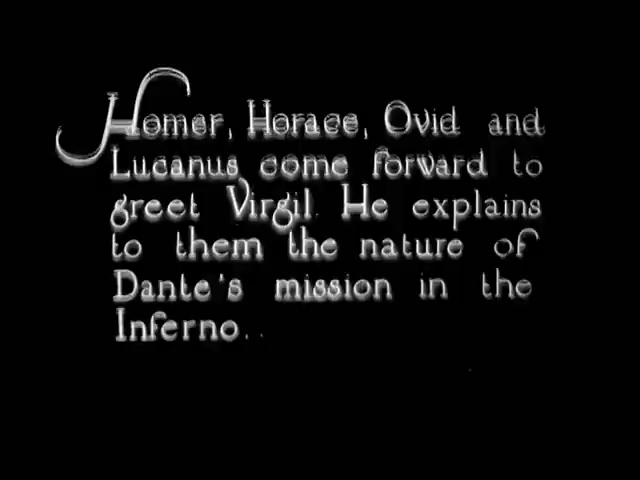 Homer, Horace, Ovid and
Lucanus come forward to
greet Virgil. He explains
to them the nature of
Dante's mission in the
Inferno..